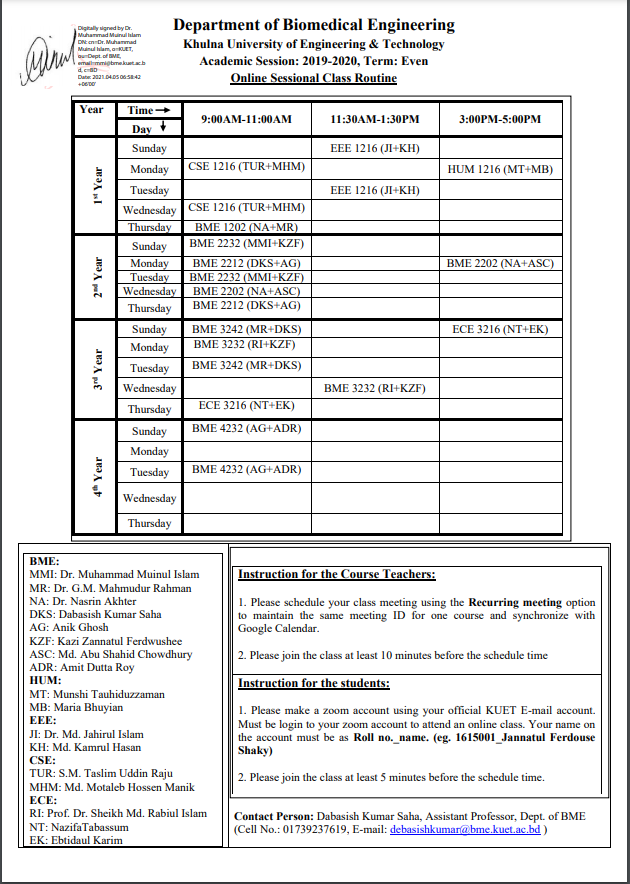 Digitally signed by Dr.
Muhammad Muinul Islam
DN: cn=Dr. Muhammad
Muinul Islam, o=KUET,
ou=Dept. of BME,
email=mmi@bme.kuet.ac.b
d, c=BD
Date: 2021.04.05 06:58:42
+06'00'
Department of Biomedical Engineering
Khulna University of Engineering & Technology
Academic Session: 2019-2020, Term: Even
Online Sessional Class Routine
Year Time → 9:00AM-11:00AM 11:30AM-1:30PM 3:00PM-5:00PM
Day ↓
1st Year
Sunday EEE 1216 (JI+KH)
Monday CSE 1216 (TUR+MHM) HUM 1216 (MT+MB)
Tuesday EEE 1216 (JI+KH)
Wednesday CSE 1216 (TUR+MHM)
Thursday BME 1202 (NA+MR)
2nd Year
Sunday BME 2232 (MMI+KZF)
Monday BME 2212 (DKS+AG) BME 2202 (NA+ASC)
Tuesday BME 2232 (MMI+KZF)
Wednesday BME 2202 (NA+ASC)
Thursday BME 2212 (DKS+AG)
3rd Year
Sunday BME 3242 (MR+DKS) ECE 3216 (NT+EK)
Monday BME 3232 (RI+KZF)
Tuesday BME 3242 (MR+DKS)
Wednesday BME 3232 (RI+KZF)
Thursday ECE 3216 (NT+EK)
4th Year
Sunday BME 4232 (AG+ADR)
Monday
Tuesday BME 4232 (AG+ADR)
Wednesday
Thursday
BME:
MMI: Dr. Muhammad Muinul Islam
MR: Dr. G.M. Mahmudur Rahman
NA: Dr. Nasrin Akhter
DKS: Dabasish Kumar Saha
AG: Anik Ghosh
KZF: Kazi Zannatul Ferdwushee
ASC: Md. Abu Shahid Chowdhury
ADR: Amit Dutta Roy
HUM:
MT: Munshi Tauhiduzzaman
MB: Maria Bhuyian
EEE:
JI: Dr. Md. Jahirul Islam
KH: Md. Kamrul Hasan
CSE:
TUR: S.M. Taslim Uddin Raju
MHM: Md. Motaleb Hossen Manik
ECE:
RI: Prof. Dr. Sheikh Md. Rabiul Islam
NT: NazifaTabassum
EK: Ebtidaul Karim
Instruction for the Course Teachers:
1. Please schedule your class meeting using the Recurring meeting option
to maintain the same meeting ID for one course and synchronize with
Google Calendar.
2. Please join the class at least 10 minutes before the schedule time
Instruction for the students:
1. Please make a zoom account using your official KUET E-mail account.
Must be login to your zoom account to attend an online class. Your name on
the account must be as Roll no._name. (eg. 1615001_Jannatul Ferdouse
Shaky)
2. Please join the class at least 5 minutes before the schedule time.
Contact Person: Dabasish Kumar Saha, Assistant Professor, Dept. of BME
(Cell No.: 01739237619, E-mail: debasishkumar@bme.kuet.ac.bd )